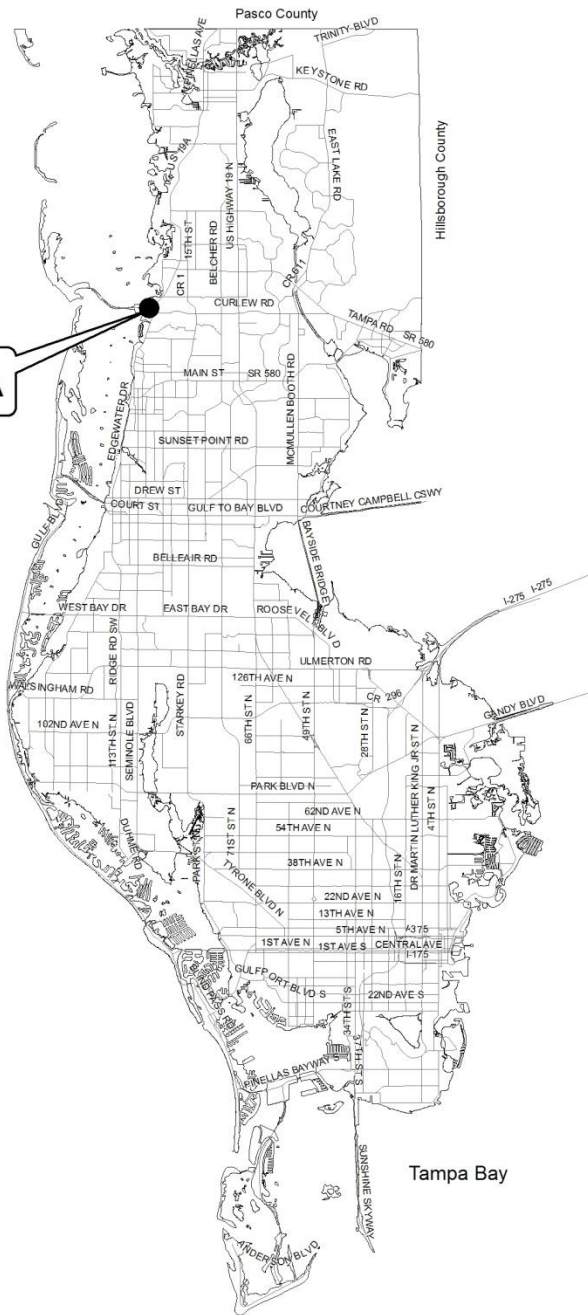 Pasco County
TRINITY BLVD
PINELLAS AVE
KEYSTONE RD
US 19A
EAST LAKE RD
Hillsborough County
US HIGHWAY 19 N
15TH ST
BELCHER RD
CR 1
CR 611
CURLEW RD
TAMPA RD
SR 580
A
MAIN ST
SR 580
MCMULLEN BOOTH RD
EDGEWATER DR
SUNSET POINT RD
DREW ST
COURT ST
GULF TO BAY BLVD
COURTNEY CAMPBELL CSWY
GULF BLVD
BAYSIDE BRIDGE
BELLEAIR RD
I-275
I-275
WEST BAY DR
EAST BAY DR
ROOSEVELT BLVD
RIDGE RD SW
ULMERTON RD
126TH AVE N
WALSINGHAM RD
STARKEY RD
CR 296
GANDY BLVD
102ND AVE N
113TH ST N
SEMINOLE BLVD
66TH ST N
49TH ST N
28TH ST N
DR MARTIN LUTHER KING JR ST N
4TH ST N
PARK BLVD N
62ND AVE N
54TH AVE N
71ST ST N
DUHME RD
PARK ST N
38TH AVE N
TYRONE BLVD N
16TH ST N
22ND AVE N
13TH AVE N
5TH AVE N
I-375
1ST AVE N
1ST AVE S
CENTRAL AVE
I-175
GULFPORT BLVD S
22ND AVE S
BLIND PASS RD
34TH ST S
37TH ST S
PINELLAS BAYWAY S
SUNSHINE SKYWAY
Tampa Bay
ANDERSON BLVD